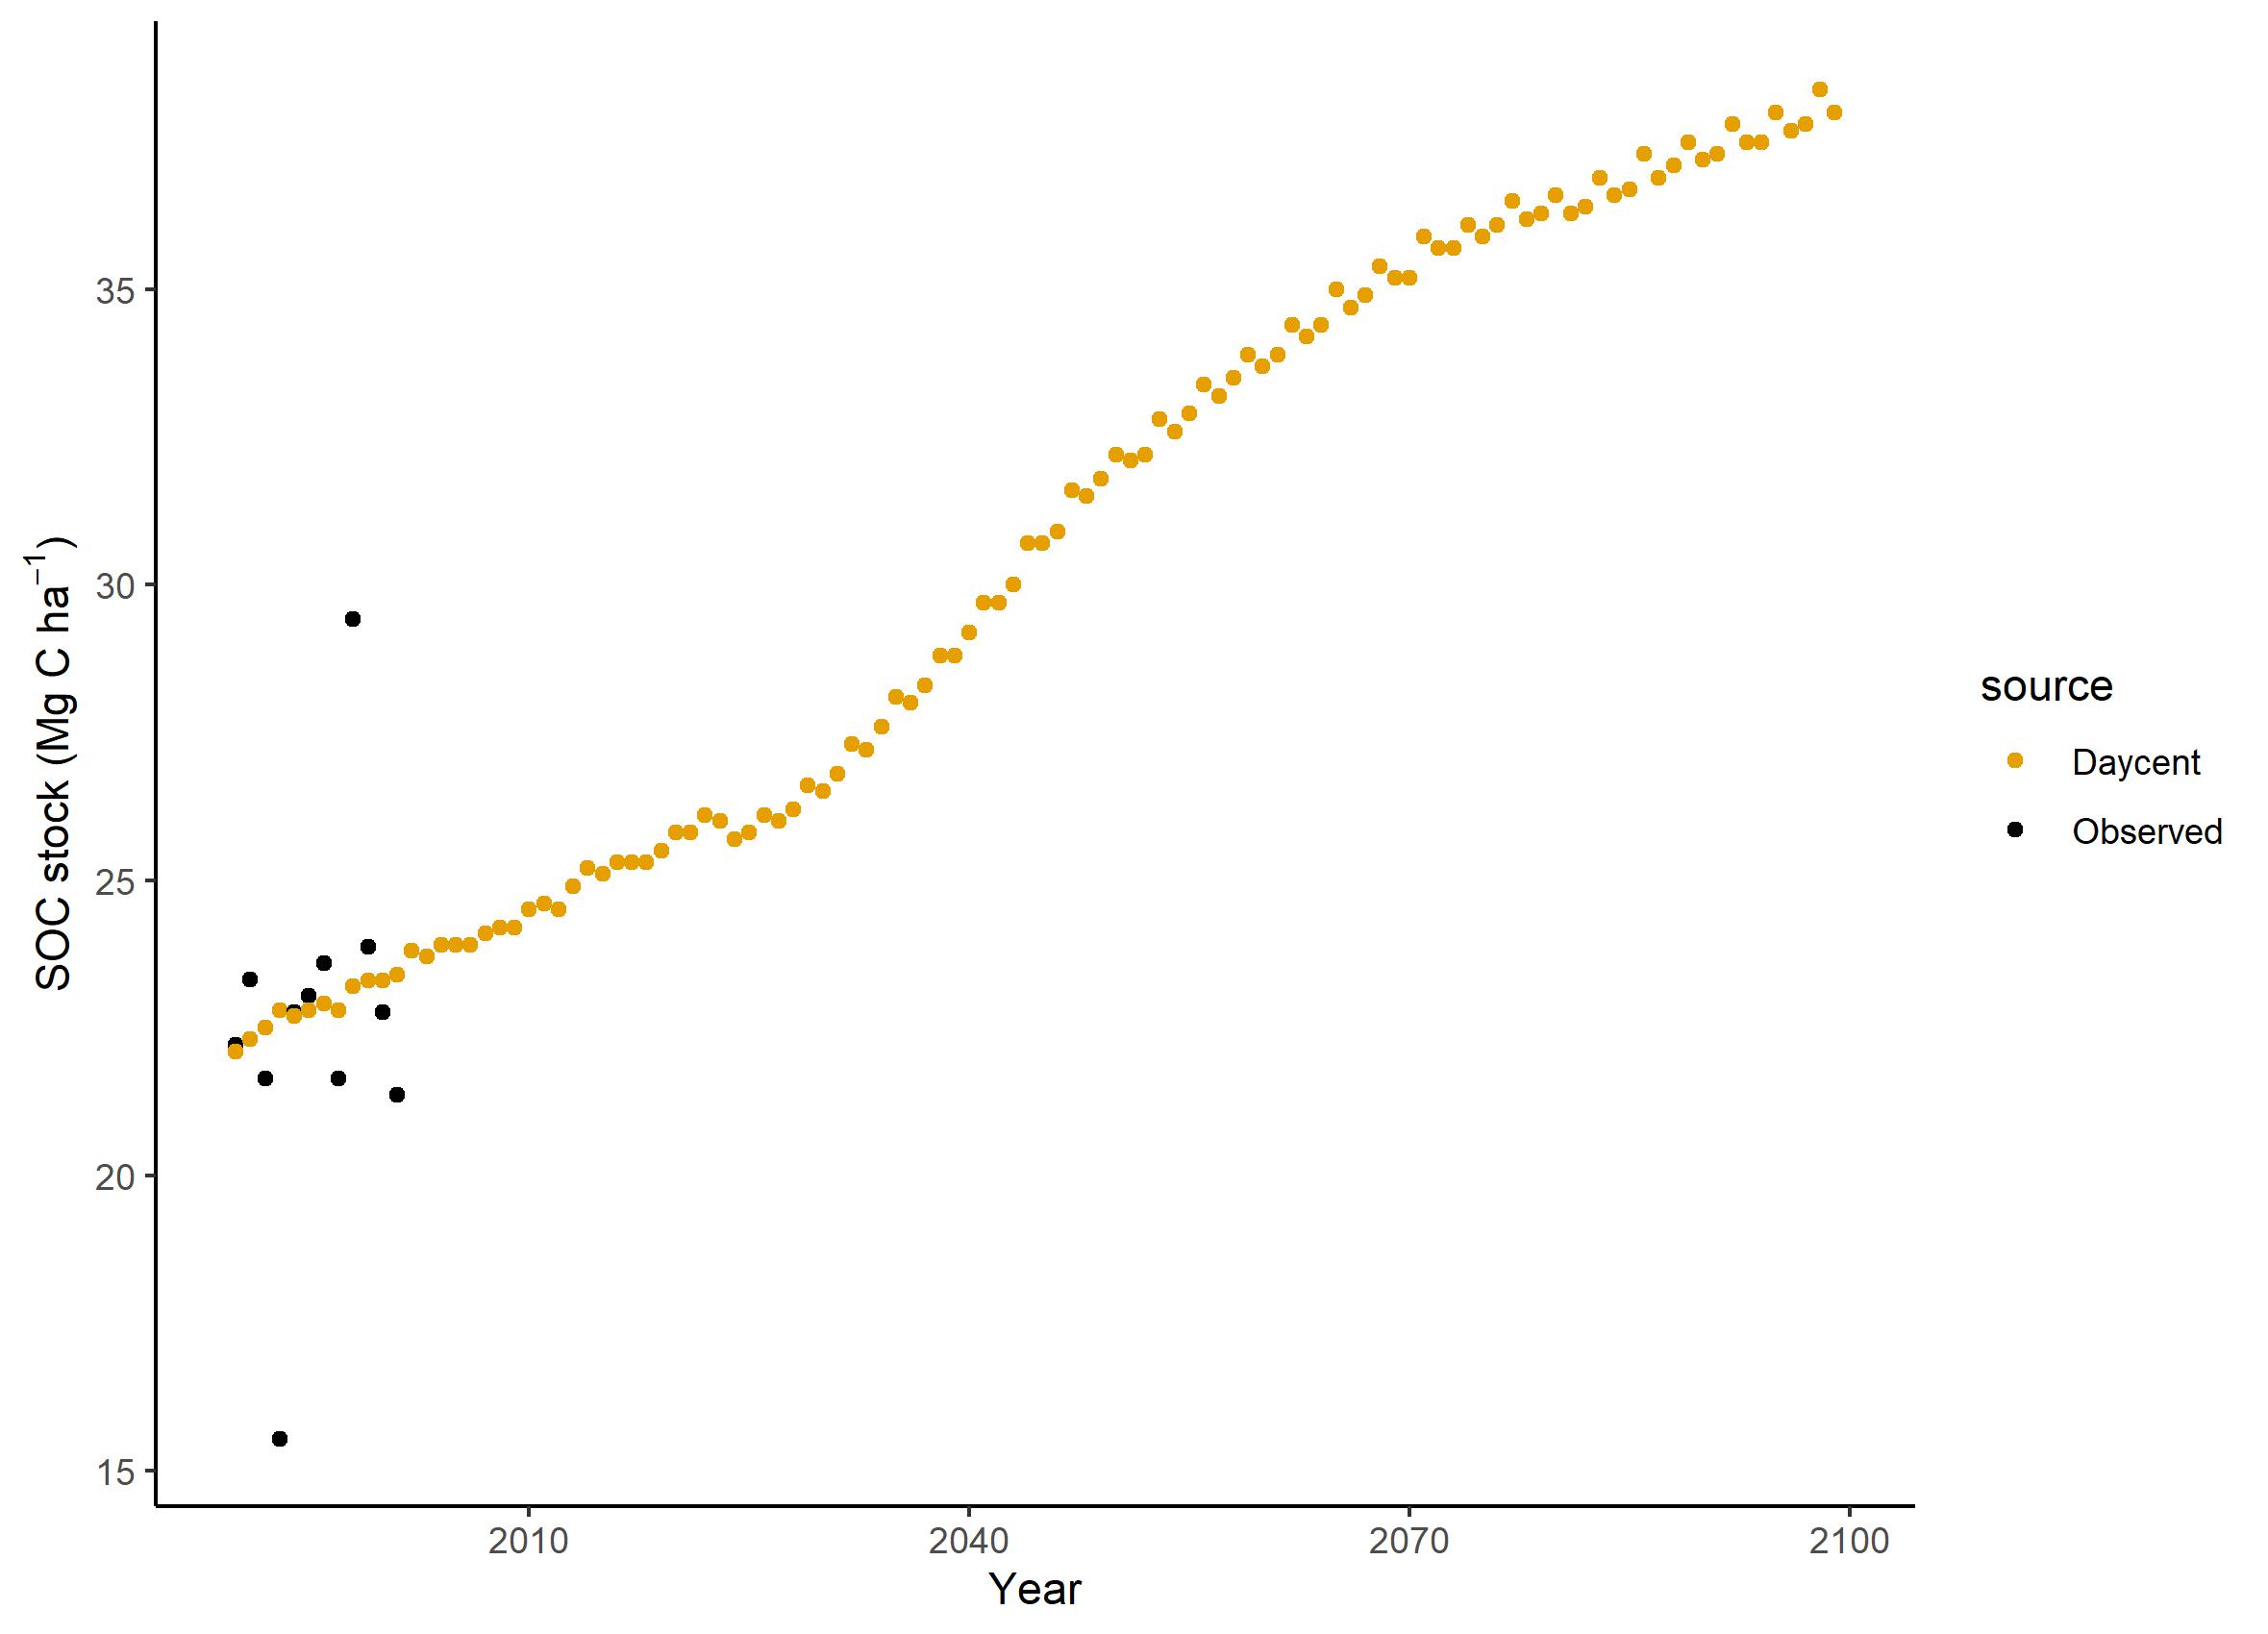 35
30
25
20
15
SOC stock (Mg C ha⁻¹)
2010 2040 2070 2100
Year
source
Daycent
Observed